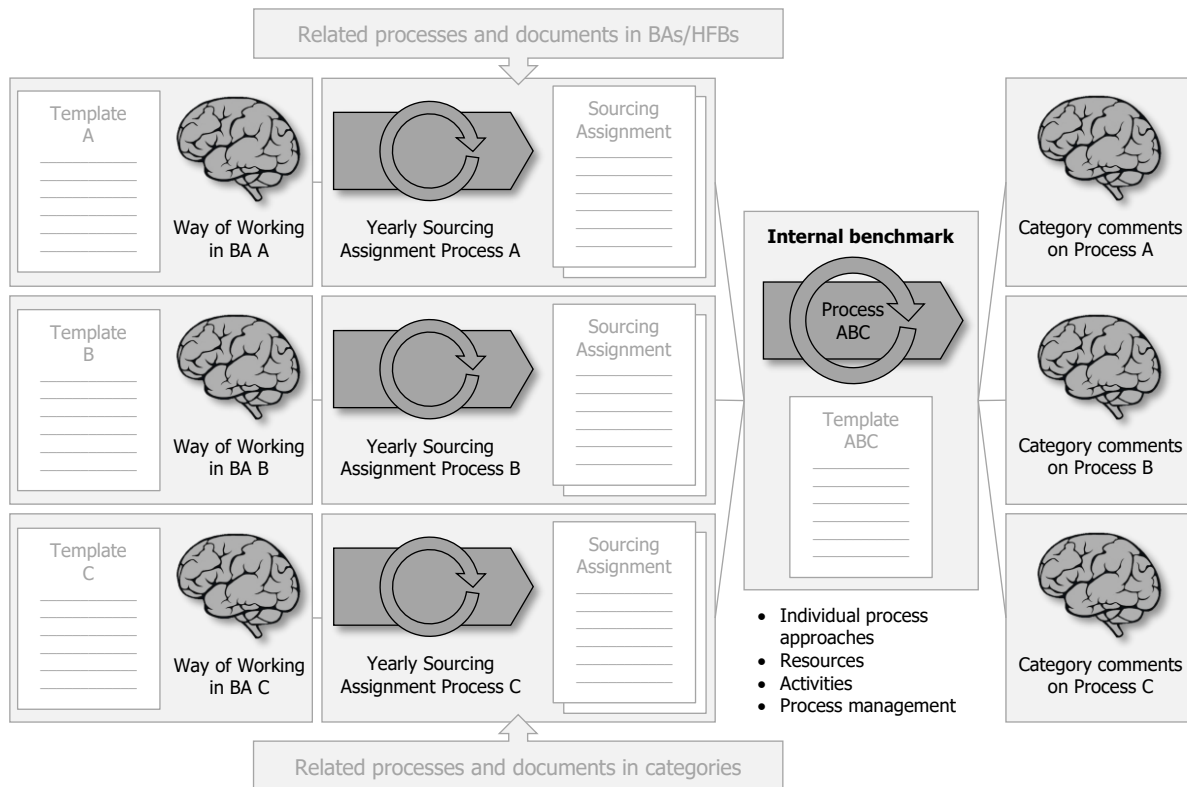 Related processes and documents in BAs/HFBs
Template
A
Way of Working
in BA A
Yearly Sourcing
Assignment Process A
Sourcing
Assignment
Category comments
on Process A
Template
B
Way of Working
in BA B
Yearly Sourcing
Assignment Process B
Sourcing
Assignment
Internal benchmark
Process
ABC
Template
ABC
Category comments
on Process B
Template
C
Way of Working
in BA C
Yearly Sourcing
Assignment Process C
Sourcing
Assignment
• Individual process
approaches
• Resources
• Activities
• Process management
Category comments
on Process C
Related processes and documents in categories